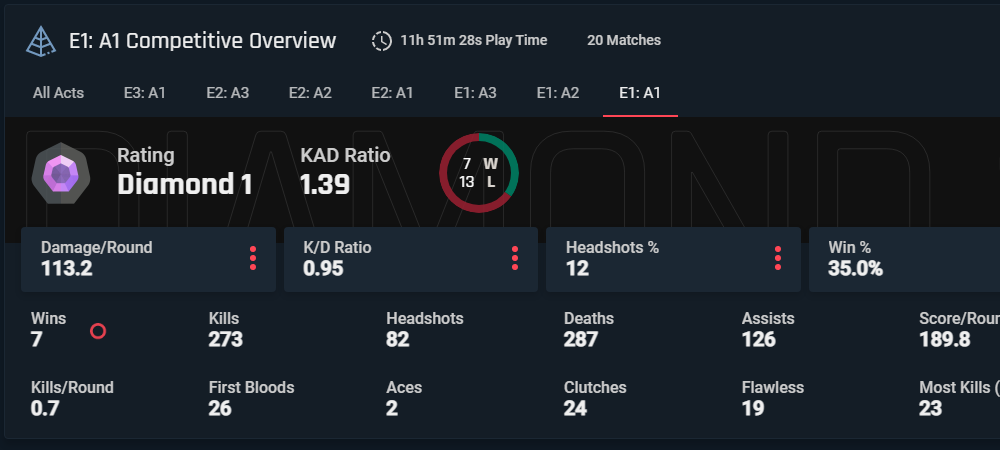 E1: A1 Competitive Overview 11h 51m 28s Play Time 20 Matches
All Acts E3: A1 E2: A3 E2: A2 E2: A1 E1: A3 E1: A2 E1: A1
DIAMOND
Rating KAD Ratio
Diamond 1 1.39
7 W
13 L
Damage/Round K/D Ratio Headshots % Win %
113.2 0.95 12 35.0%
Wins Kills Headshots Deaths Assists Score/Roun
7 273 82 287 126 189.8
Kills/Round First Bloods Aces Clutches Flawless Most Kills (
0.7 26 2 24 19 23